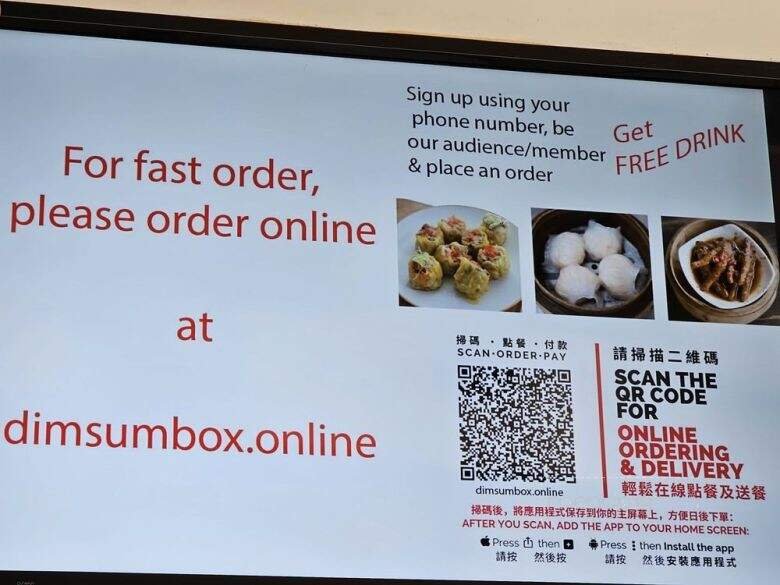 For fast order,
please order online
at
dimsumbox.online
Sign up using your
phone number, be
our audience/member
& place an order
Get
FREE DRINK
掃碼 · 點餐 · 付款
SCAN·ORDER·PAY
dimsumbox.online
請掃描二維碼
SCAN THE
QR CODE
FOR
ONLINE
ORDERING
& DELIVERY
輕鬆在線點餐及送餐
掃碼後，將應用程式保存到你的主屏幕上，方便日後下單：
AFTER YOU SCAN, ADD THE APP TO YOUR HOME SCREEN:
Press then
請按 然後按
Press then Install the app
請按 然後安裝應用程式